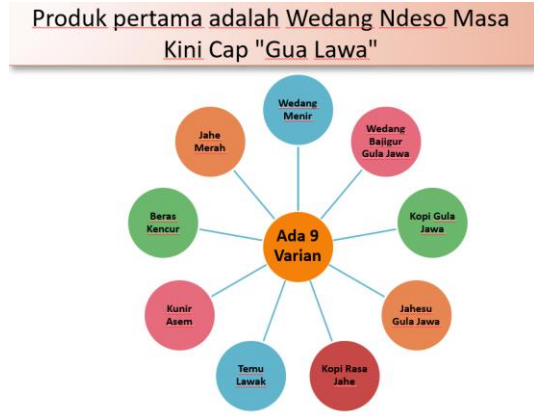 Produk pertama adalah Wedang Ndeso Masa
Kini Cap "Gua Lawa"
Wedang
Menir
Wedang
Bajigur
Gula Jawa
Kopi Gula
Jawa
Jahesu
Gula Jawa
Kopi Rasa
Jahe
Temu
Lawak
Kunir
Asem
Beras
Kencur
Jahe
Merah
Ada 9
Varian